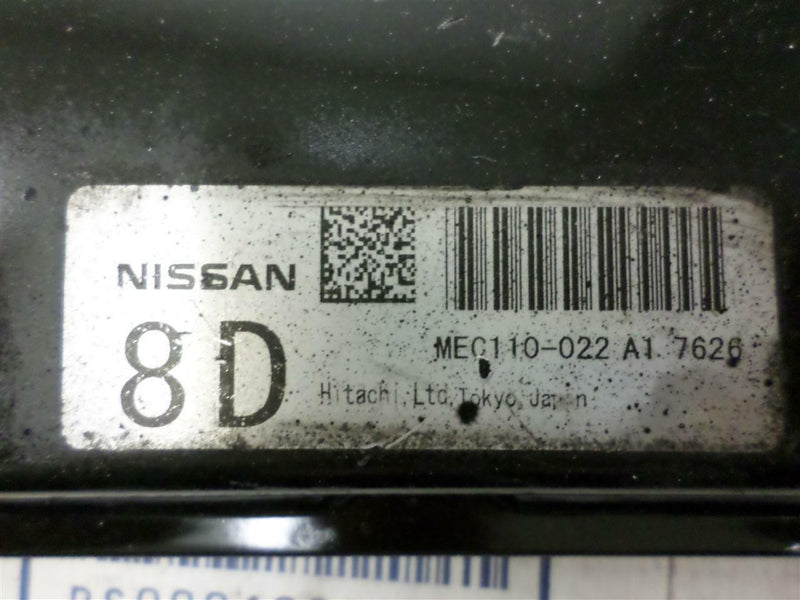 NISSAN
8D
MEC110-022 A1 7626
Hitachi,Ltd.Tokyo,Japan